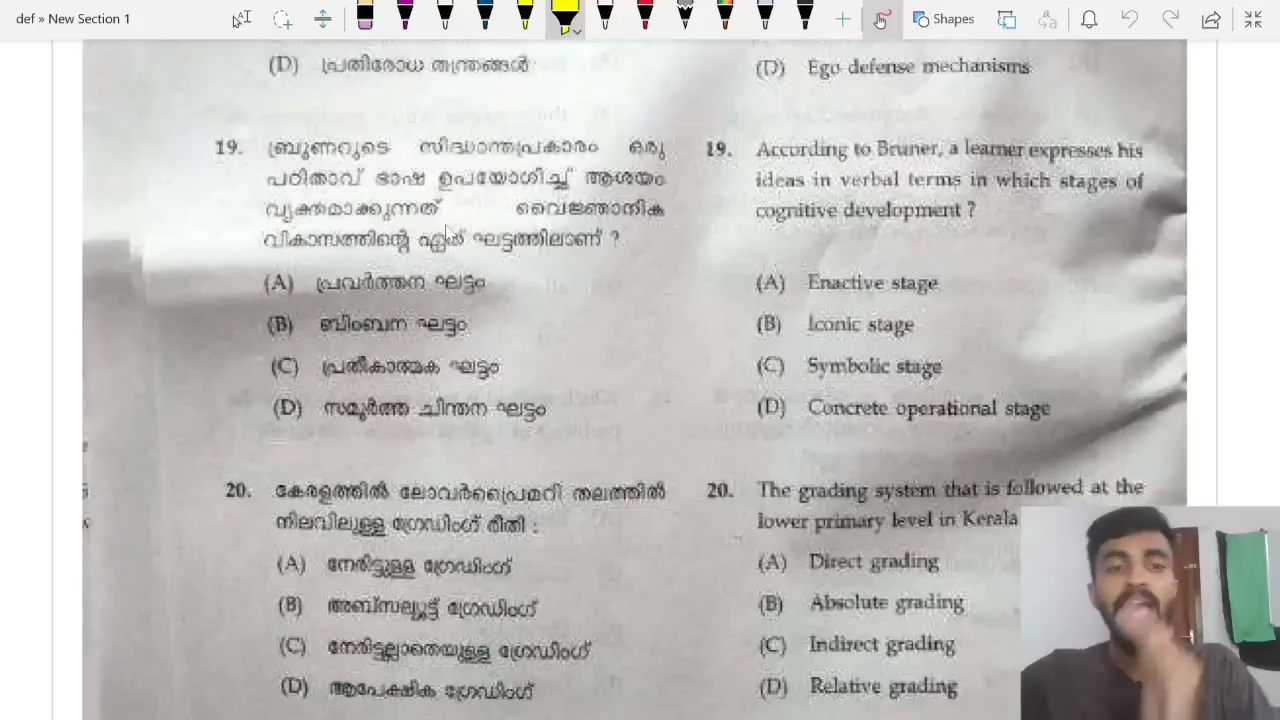 def » New Section 1
Shapes
(D) പ്രതിരോധ തന്ത്രങ്ങൾ
(D) Ego defense mechanisms
19. ബ്രൂണറുടെ സിദ്ധാന്തപ്രകാരം ഒരു
പഠിതാവ് ഭാഷ ഉപയോഗിച്ച് ആശയം
വ്യക്തമാക്കുന്നത് വൈജ്ഞാനിക
വികാസത്തിന്റെ ഏത് ഘട്ടത്തിലാണ് ?
(A) പ്രവർത്തന ഘട്ടം
(B) ബിംബന ഘട്ടം
(C) പ്രതീകാത്മക ഘട്ടം
(D) സമൂർത്ത ചിന്തന ഘട്ടം
19. According to Bruner, a learner expresses his
ideas in verbal terms in which stages of
cognitive development ?
(A) Enactive stage
(B) Iconic stage
(C) Symbolic stage
(D) Concrete operational stage
20. കേരളത്തിൽ ലോവർപ്രൈമറി തലത്തിൽ
നിലവിലുള്ള ഗ്രേഡിംഗ് രീതി :
(A) നേരിട്ടുള്ള ഗ്രേഡിംഗ്
(B) അബ്സല്യൂട്ട് ഗ്രേഡിംഗ്
(C) നേരിട്ടല്ലാതെയുള്ള ഗ്രേഡിംഗ്
(D) ആപേക്ഷിക ഗ്രേഡിംഗ്
20. The grading system that is followed at the
lower primary level in Kerala
(A) Direct grading
(B) Absolute grading
(C) Indirect grading
(D) Relative grading